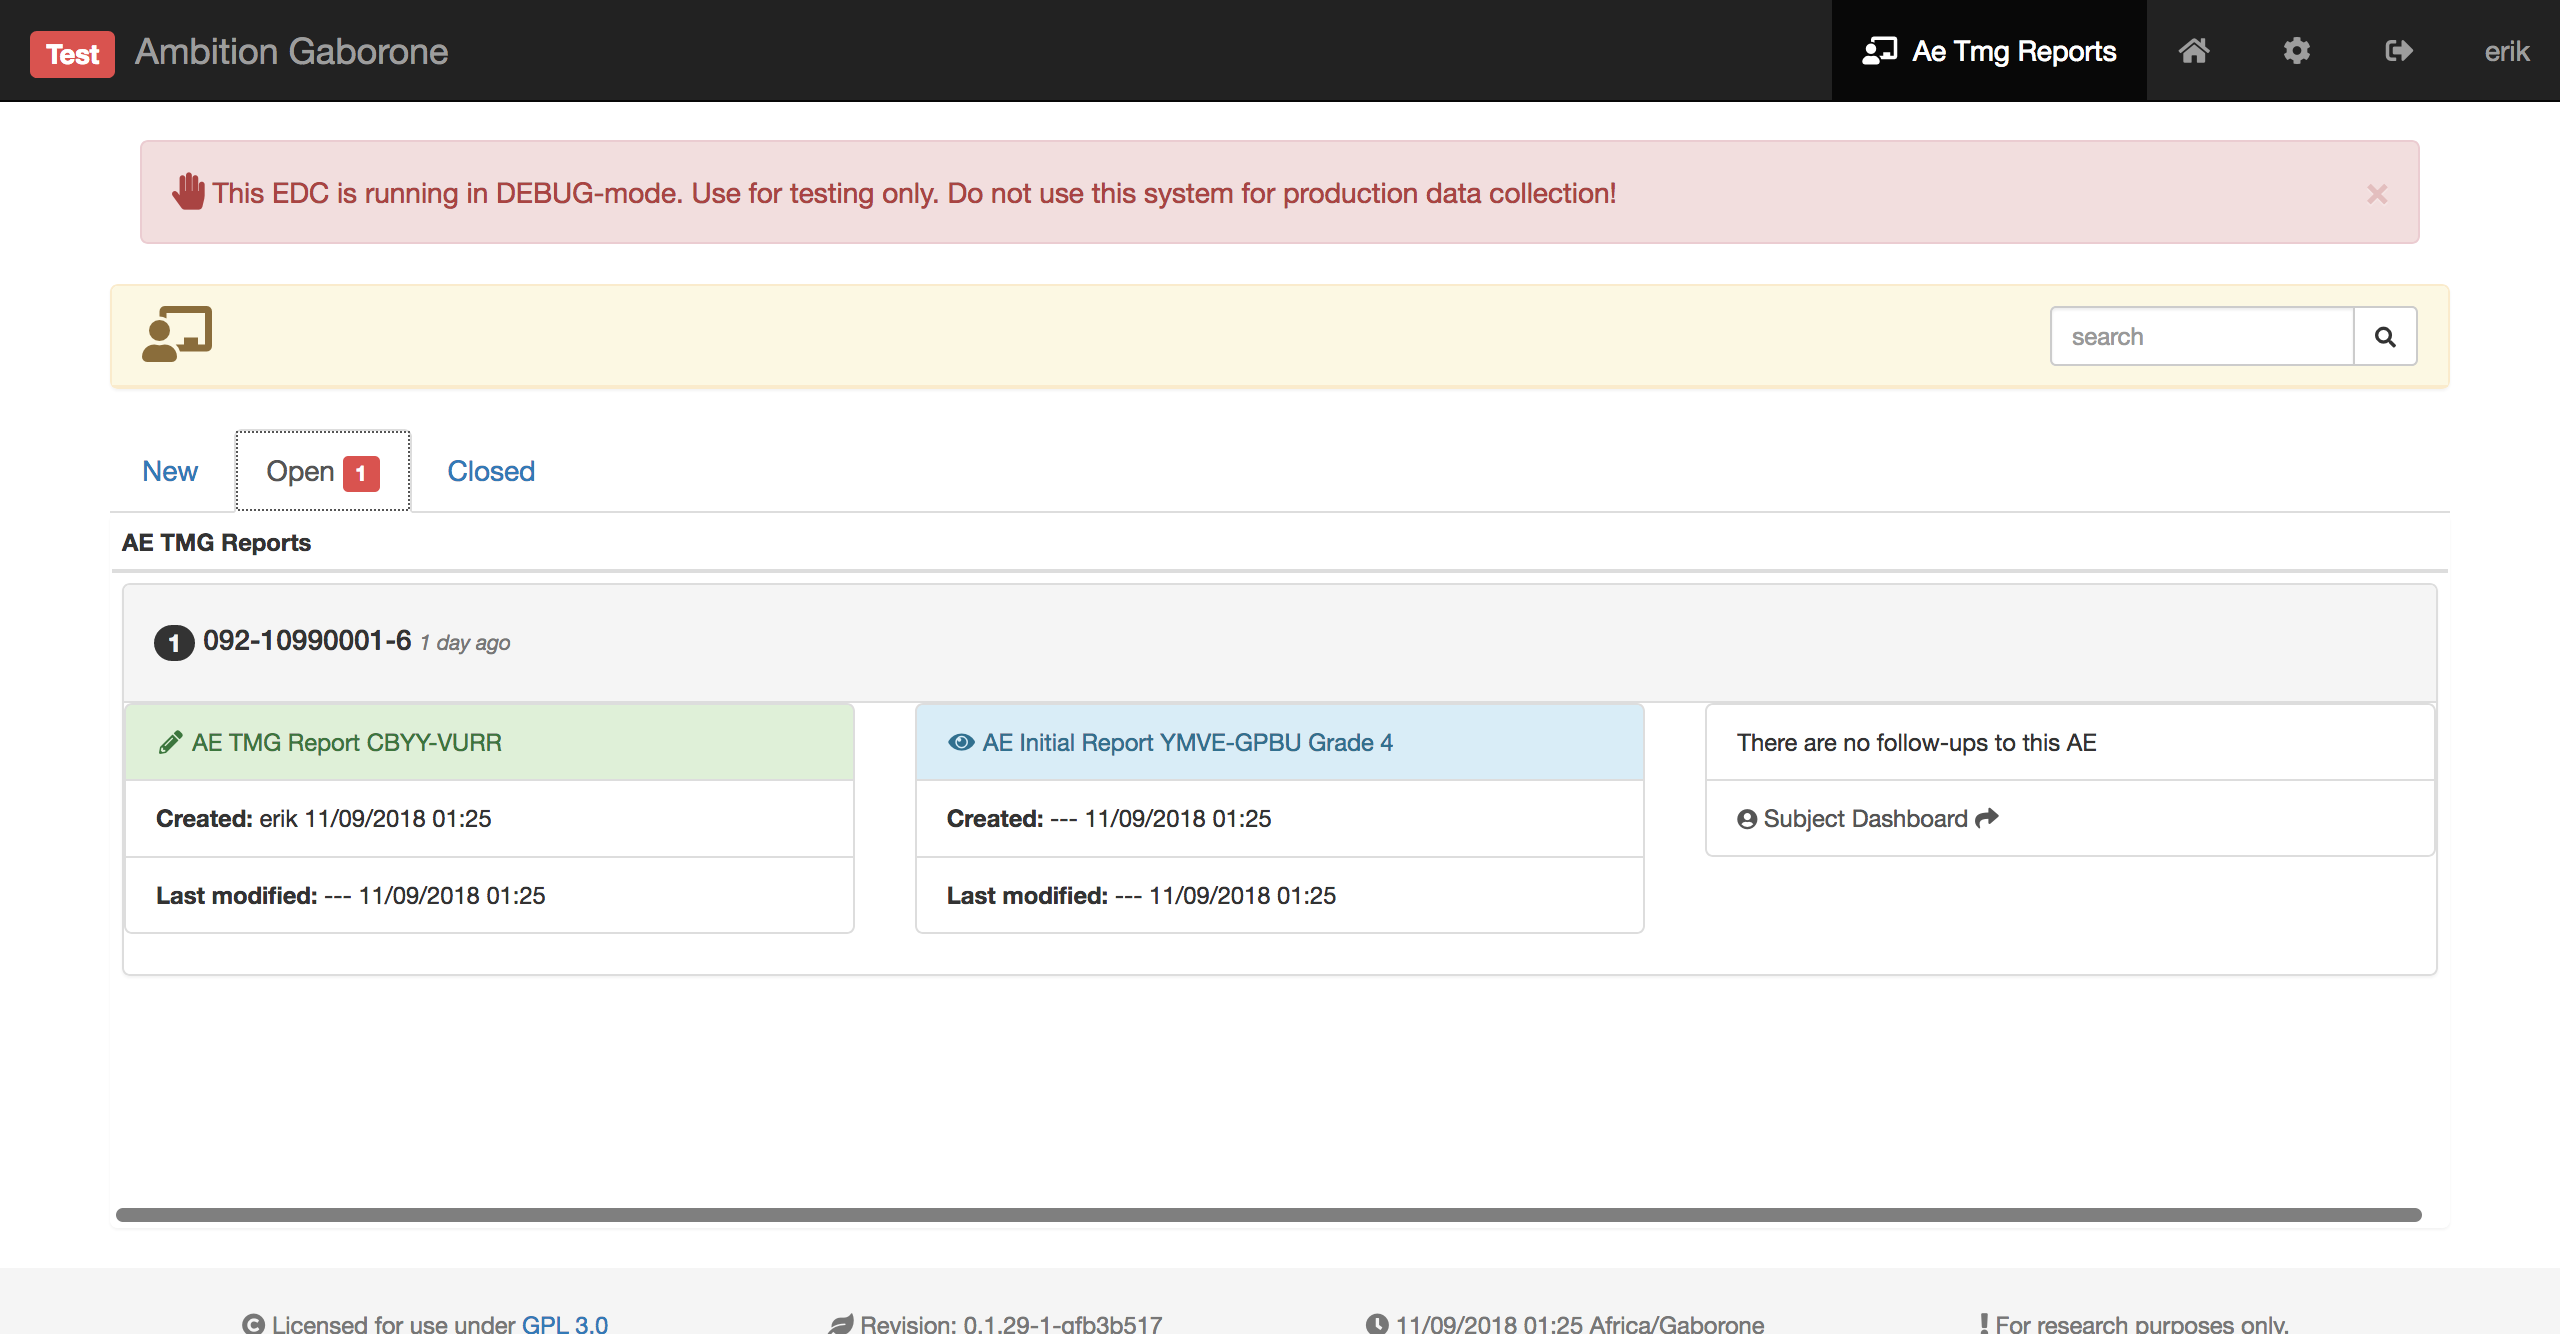 Test Ambition Gaborone Ae Tmg Reports erik
This EDC is running in DEBUG-mode. Use for testing only. Do not use this system for production data collection! ×
search
New Open 1 Closed
AE TMG Reports
1 092-10990001-6 1 day ago
AE TMG Report CBYY-VURR
Created: erik 11/09/2018 01:25
Last modified: --- 11/09/2018 01:25
AE Initial Report YMVE-GPBU Grade 4
Created: --- 11/09/2018 01:25
Last modified: --- 11/09/2018 01:25
There are no follow-ups to this AE
Subject Dashboard
Licensed for use under GPL 3.0
Revision: 0.1.29-1-gfb3b517
11/09/2018 01:25 Africa/Gaborone
For research purposes only.